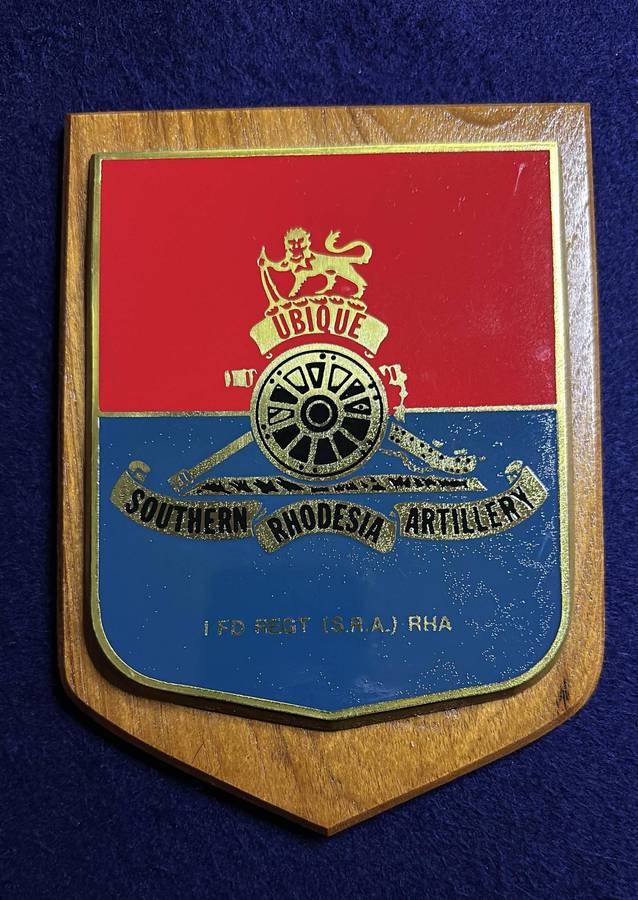 UBIQUE
SOUTHERN RHODESIA ARTILLERY
1 FD REGT (S.R.A.) RHA